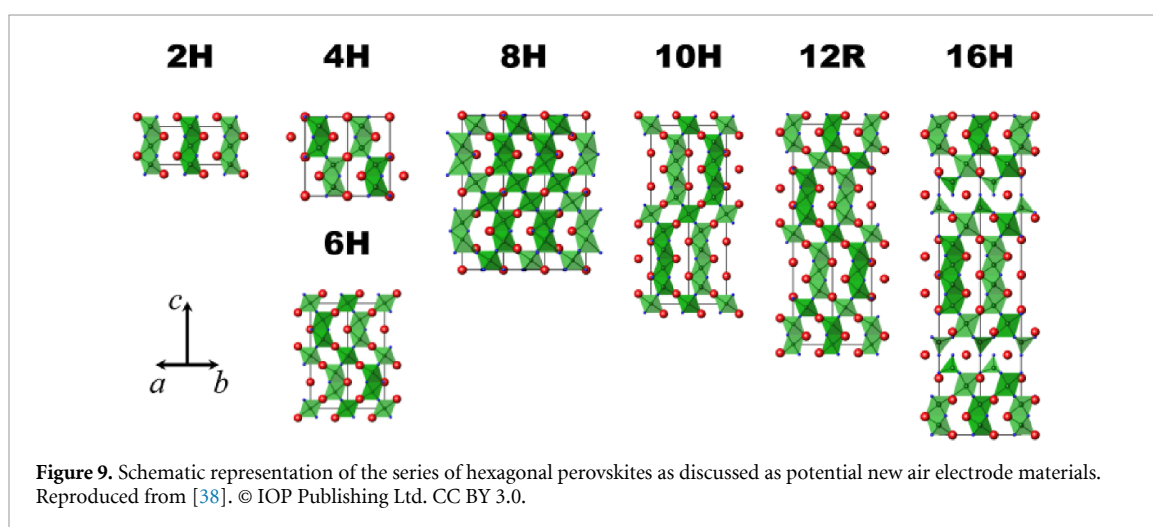 2H 4H 8H 10H 12R 16H
6H
c
a b
Figure 9. Schematic representation of the series of hexagonal perovskites as discussed as potential new air electrode materials.
Reproduced from [38]. © IOP Publishing Ltd. CC BY 3.0.